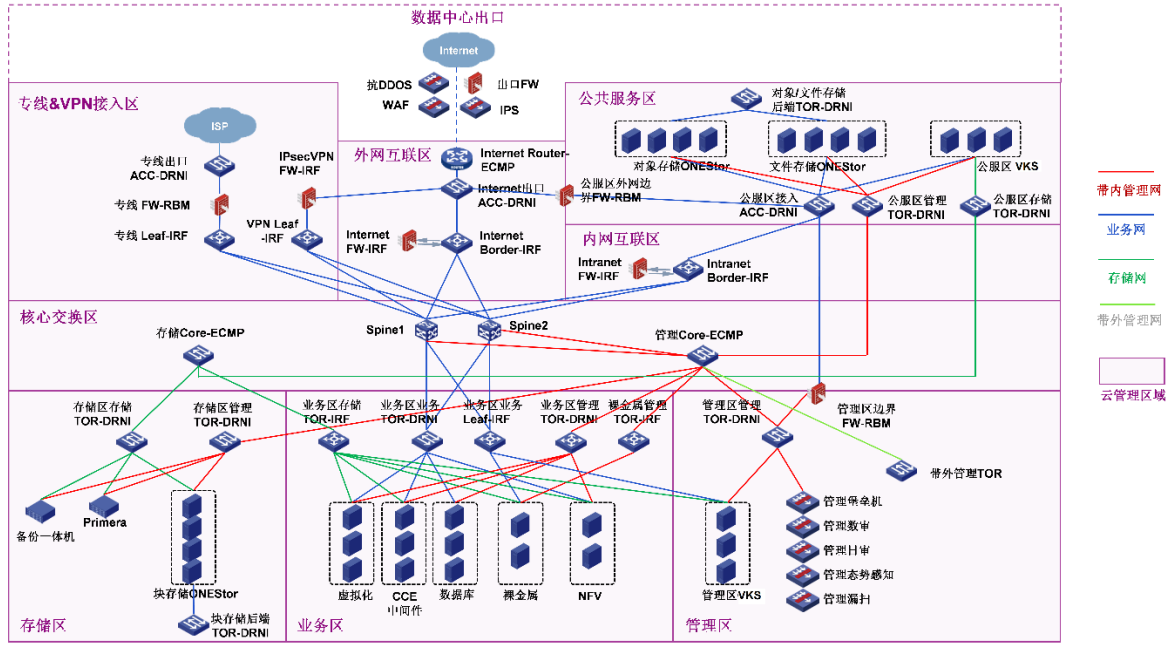 数据中心出口
Internet
抗DDOS
出口FW
WAF
IPS
专线&VPN接入区
ISP
专线出口
ACC-DRNI
专线 FW-RBM
专线 Leaf-IRF
IPsecVPN
FW-IRF
VPN Leaf
-IRF
外网互联区
Internet Router-
ECMP
Internet出口
ACC-DRNI
Internet
FW-IRF
Internet
Border-IRF
公共服务区
对象/文件存储
后端TOR-DRNI
对象存储ONEStor
文件存储ONEStor
公服区 VKS
公服区外网边
界FW-RBM
公服区接入
ACC-DRNI
公服区管理
TOR-DRNI
公服区存储
TOR-DRNI
内网互联区
Intranet
FW-IRF
Intranet
Border-IRF
带内管理网
业务网
存储网
带外管理网
云管理区域
核心交换区
存储Core-ECMP
Spine1
Spine2
管理Core-ECMP
存储区存储
TOR-DRNI
存储区管理
TOR-DRNI
备份一体机
Primera
块存储ONEStor
块存储后端
TOR-DRNI
存储区
业务区存储
TOR-IRF
业务区业务
TOR-DRNI
业务区业务
Leaf-IRF
业务区管理
TOR-DRNI
裸金属管理
TOR-IRF
虚拟化
CCE
中间件
数据库
裸金属
NFV
业务区
管理区管理
TOR-DRNI
管理区边界
FW-RBM
带外管理TOR
管理堡垒机
管理数审
管理日审
管理态势感知
管理漏扫
管理区VKS
管理区